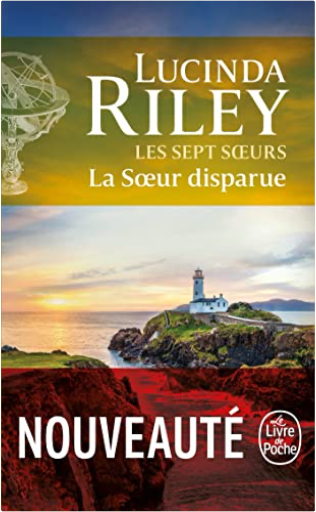 LUCINDA
RILEY
LES SEPT SŒURS
La Sœur disparue
NOUVEAUTÉ
Le
Livre
de
Poche